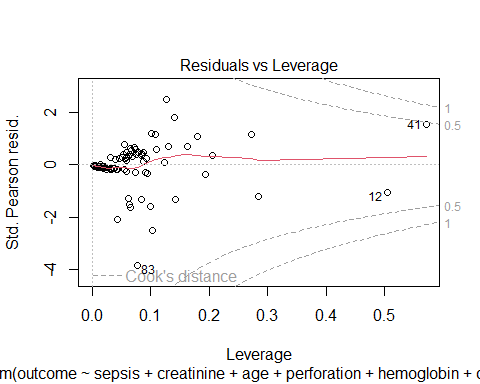 Residuals vs Leverage
Std. Pearson resid.
2
0
-2
-4
1
0.5
0.5
1
41
12
83
Cook's distance
0.0 0.1 0.2 0.3 0.4 0.5
Leverage
m(outcome ~ sepsis + creatinine + age + perforation + hemoglobin +